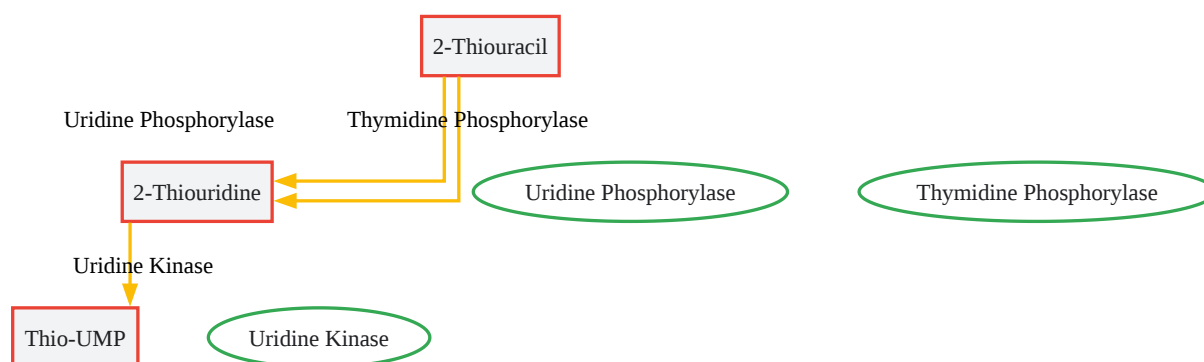 2-Thiouracil
Uridine Phosphorylase
Thymidine Phosphorylase
2-Thiouridine
Uridine Phosphorylase
Thymidine Phosphorylase
Uridine Kinase
Thio-UMP
Uridine Kinase